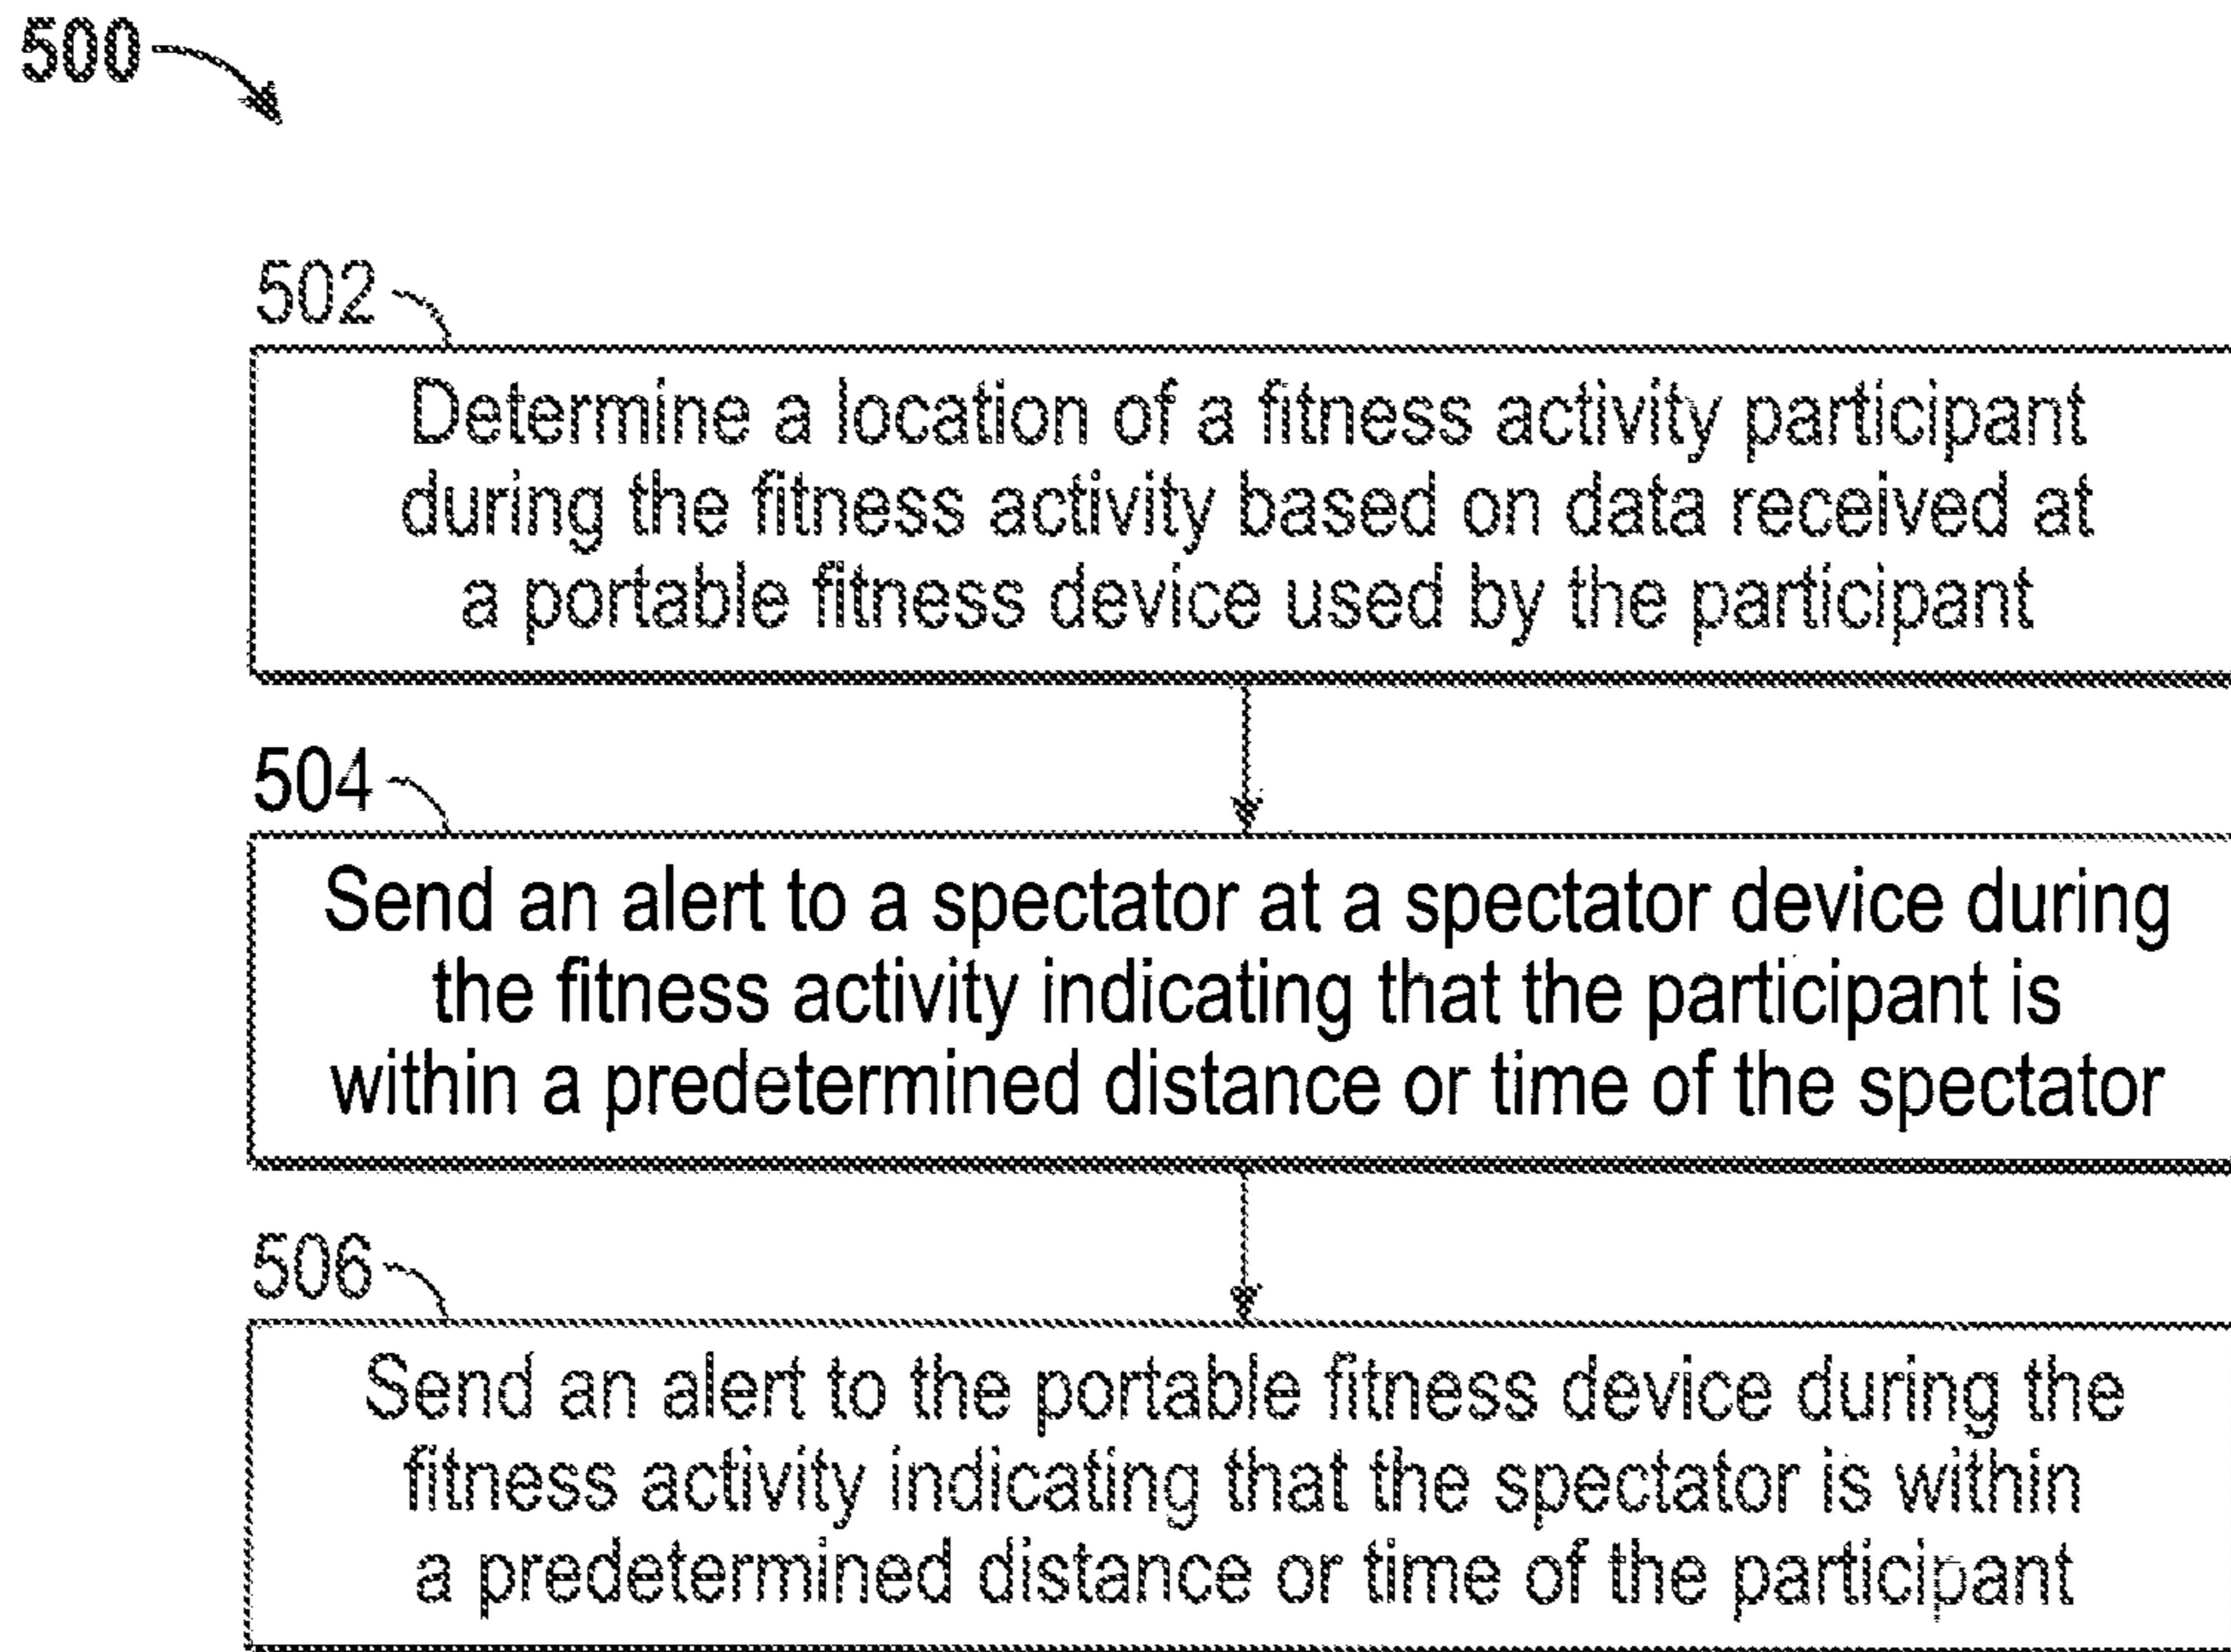 500
502
Determine a location of a fitness activity participant
during the fitness activity based on data received at
a portable fitness device used by the participant
504
Send an alert to a spectator at a spectator device during
the fitness activity indicating that the participant is
within a predetermined distance or time of the spectator
506
Send an alert to the portable fitness device during the
fitness activity indicating that the spectator is within
a predetermined distance or time of the participant